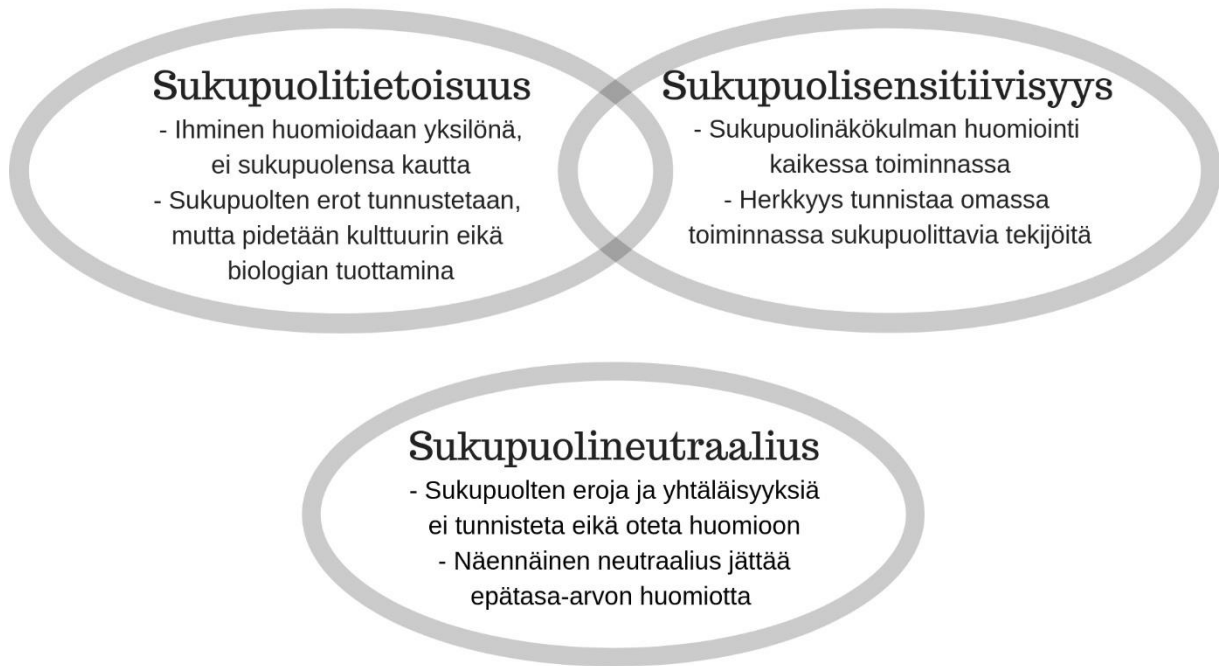 Sukupuolitietoisuus
- Ihminen huomioidaan yksilönä,
ei sukupuolensa kautta
- Sukupuolten erot tunnustetaan,
mutta pidetään kulttuurin eikä
biologian tuottamina
Sukupuolisensitiivisyys
- Sukupuolinäkökulman huomiointi
kaikessa toiminnassa
- Herkkyys tunnistaa omassa
toiminnassa sukupuolittavia tekijöitä
Sukupuolineutraalius
- Sukupuolten eroja ja yhtäläisyyksiä
ei tunnisteta eikä oteta huomioon
- Näennäinen neutraalius jättää
epätasa-arvon huomiotta